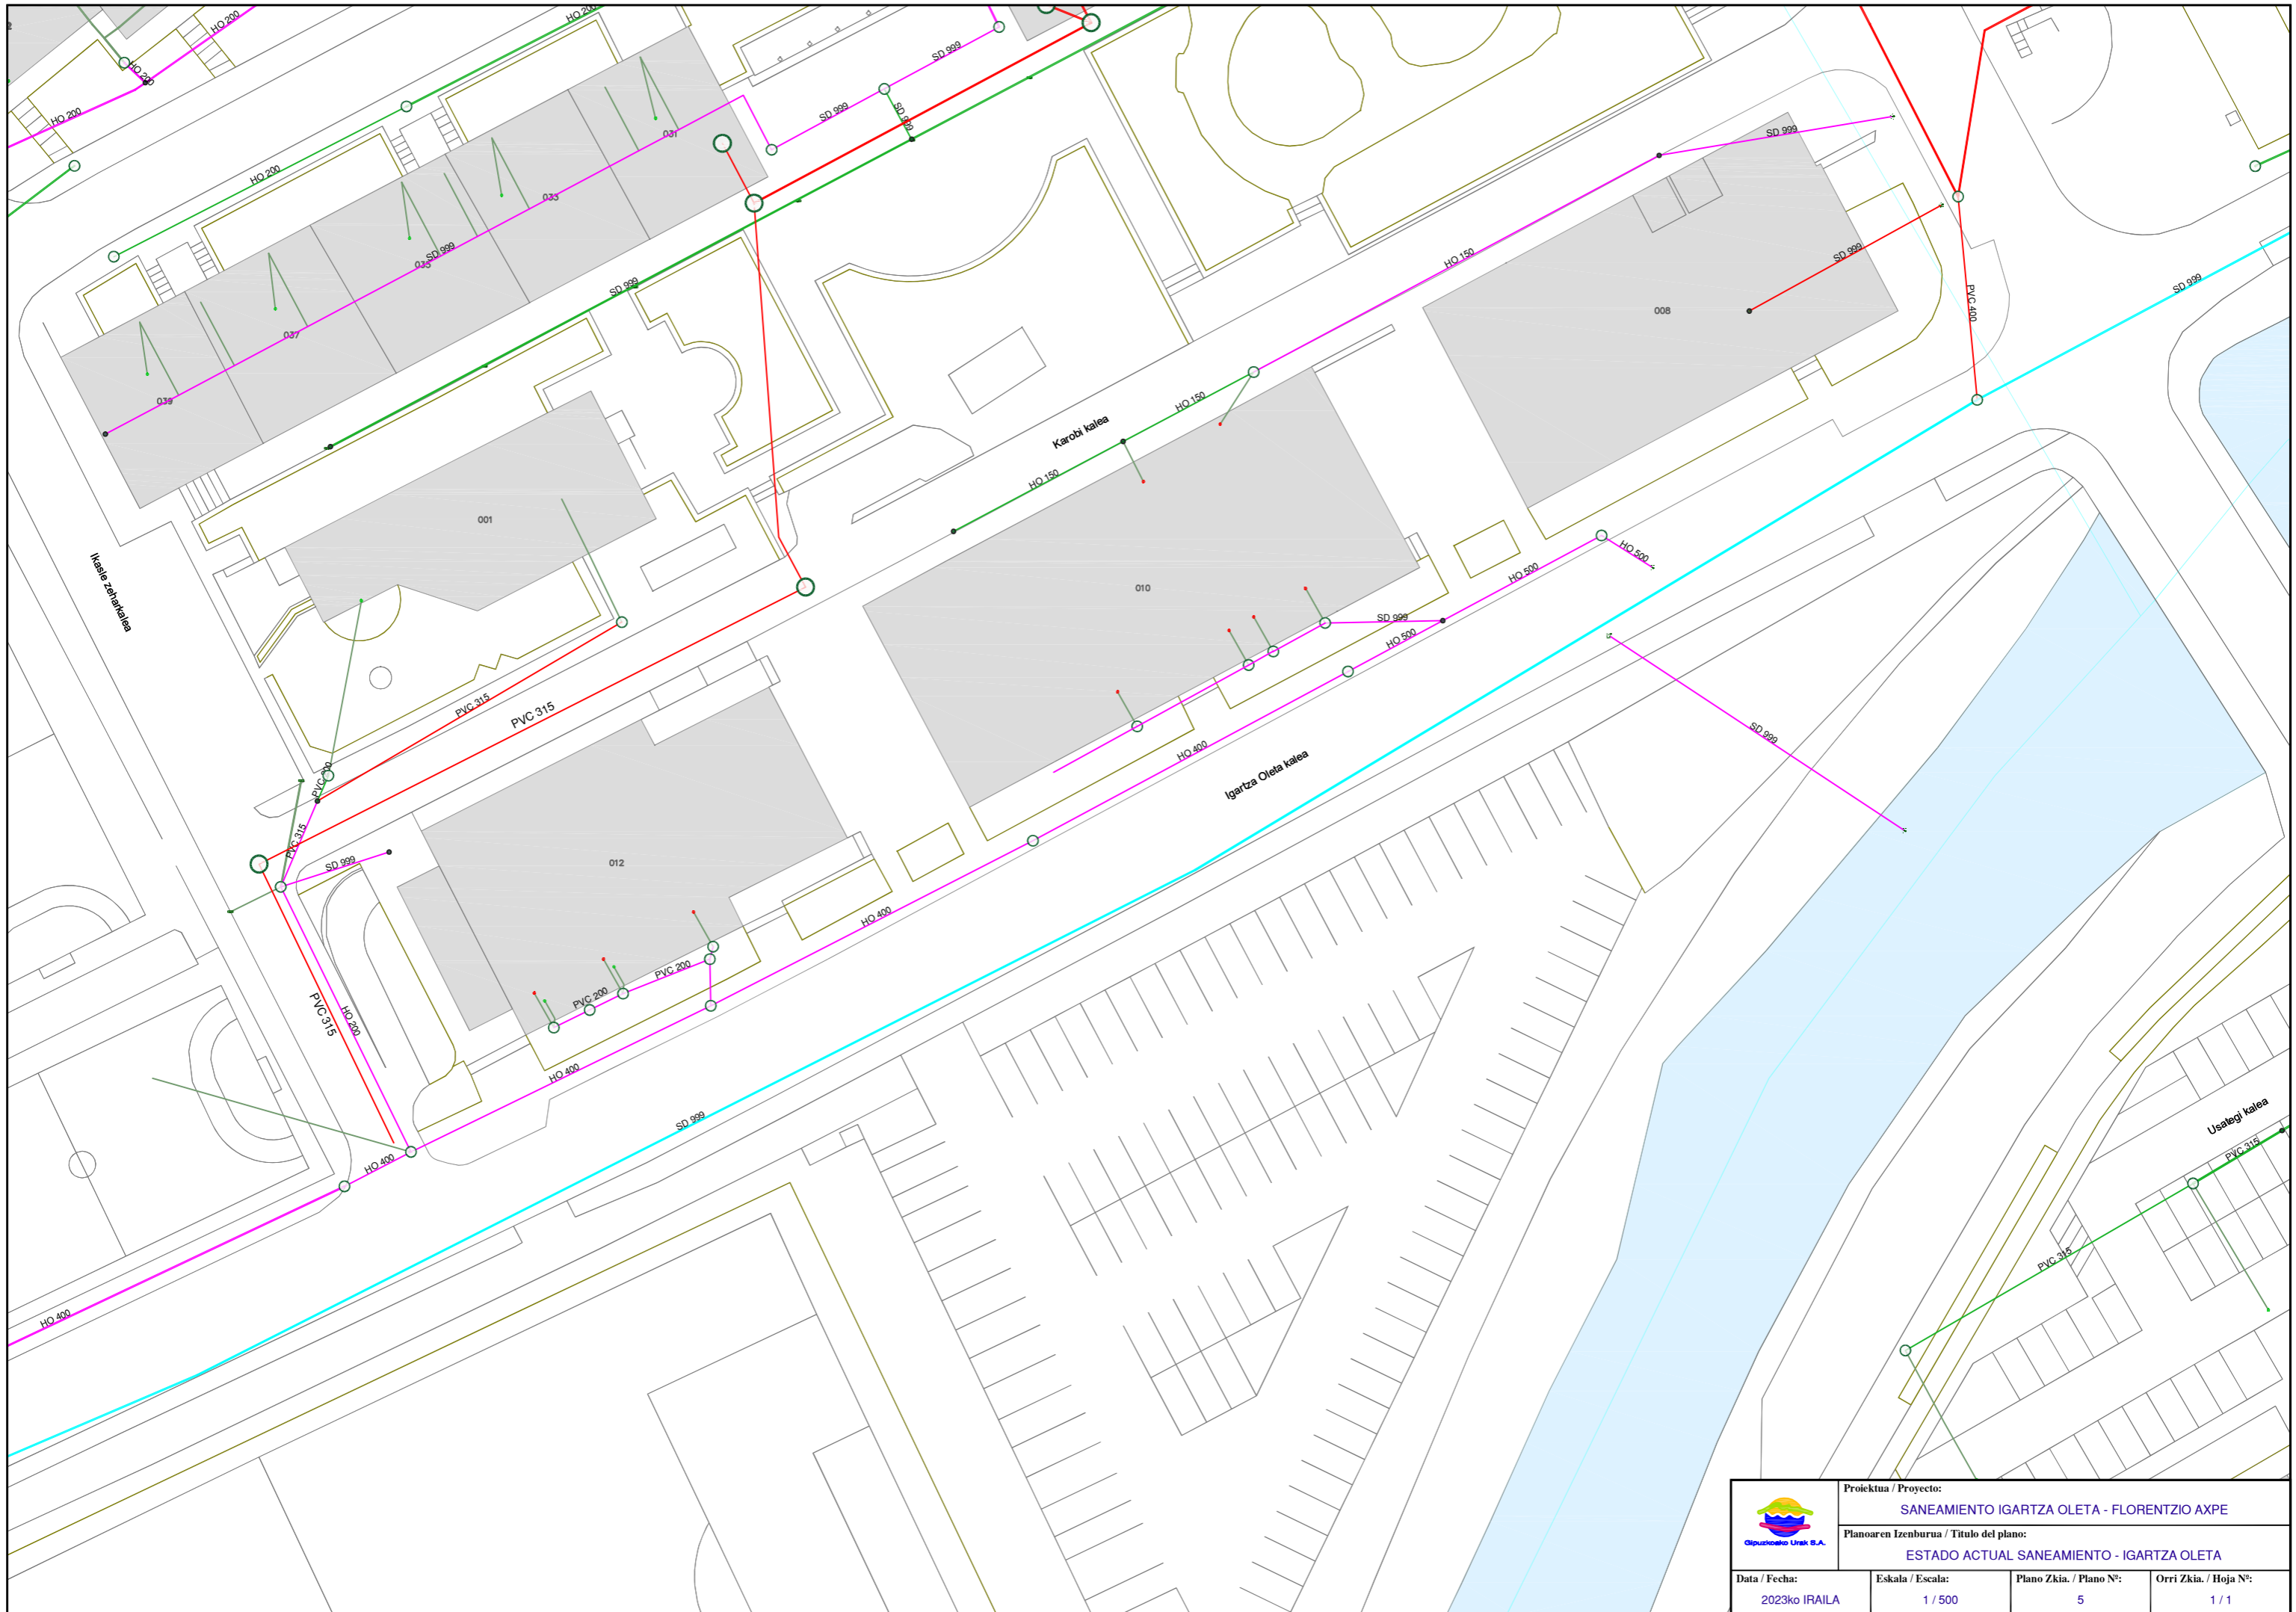 HO 200
HO 200
HO 200
HO 200
HO 200
SD 999
SD 999
SD 999
031
033
SD 999
035
037
039
SD 999
001
SD 999
HO 150
HO 150
HO 150
008
SD 999
PVC 400
SD 999
Karobi kalea
Ikasle zeharkalea
010
HO 500
HO 500
SD 999
HO 500
SD 999
HO 400
Igartza Oleta kalea
PVC 315
PVC 315
PVC 200
PVC 315
SD 999
012
HO 400
PVC 200
PVC 200
PVC 315
HO 200
HO 400
HO 400
SD 999
HO 400
Usategi kalea
PVC 315
PVC 315
Gipuzkoako Urak S.A.
Proiektua / Proyecto:
SANEAMIENTO IGARTZA OLETA - FLORENTZIO AXPE
Planoaren Izenburua / Titulo del plano:
ESTADO ACTUAL SANEAMIENTO - IGARTZA OLETA
Data / Fecha:
2023ko IRAILA
Eskala / Escala:
1 / 500
Plano Zkia. / Plano Nº:
5
Orri Zkia. / Hoja Nº:
1 / 1